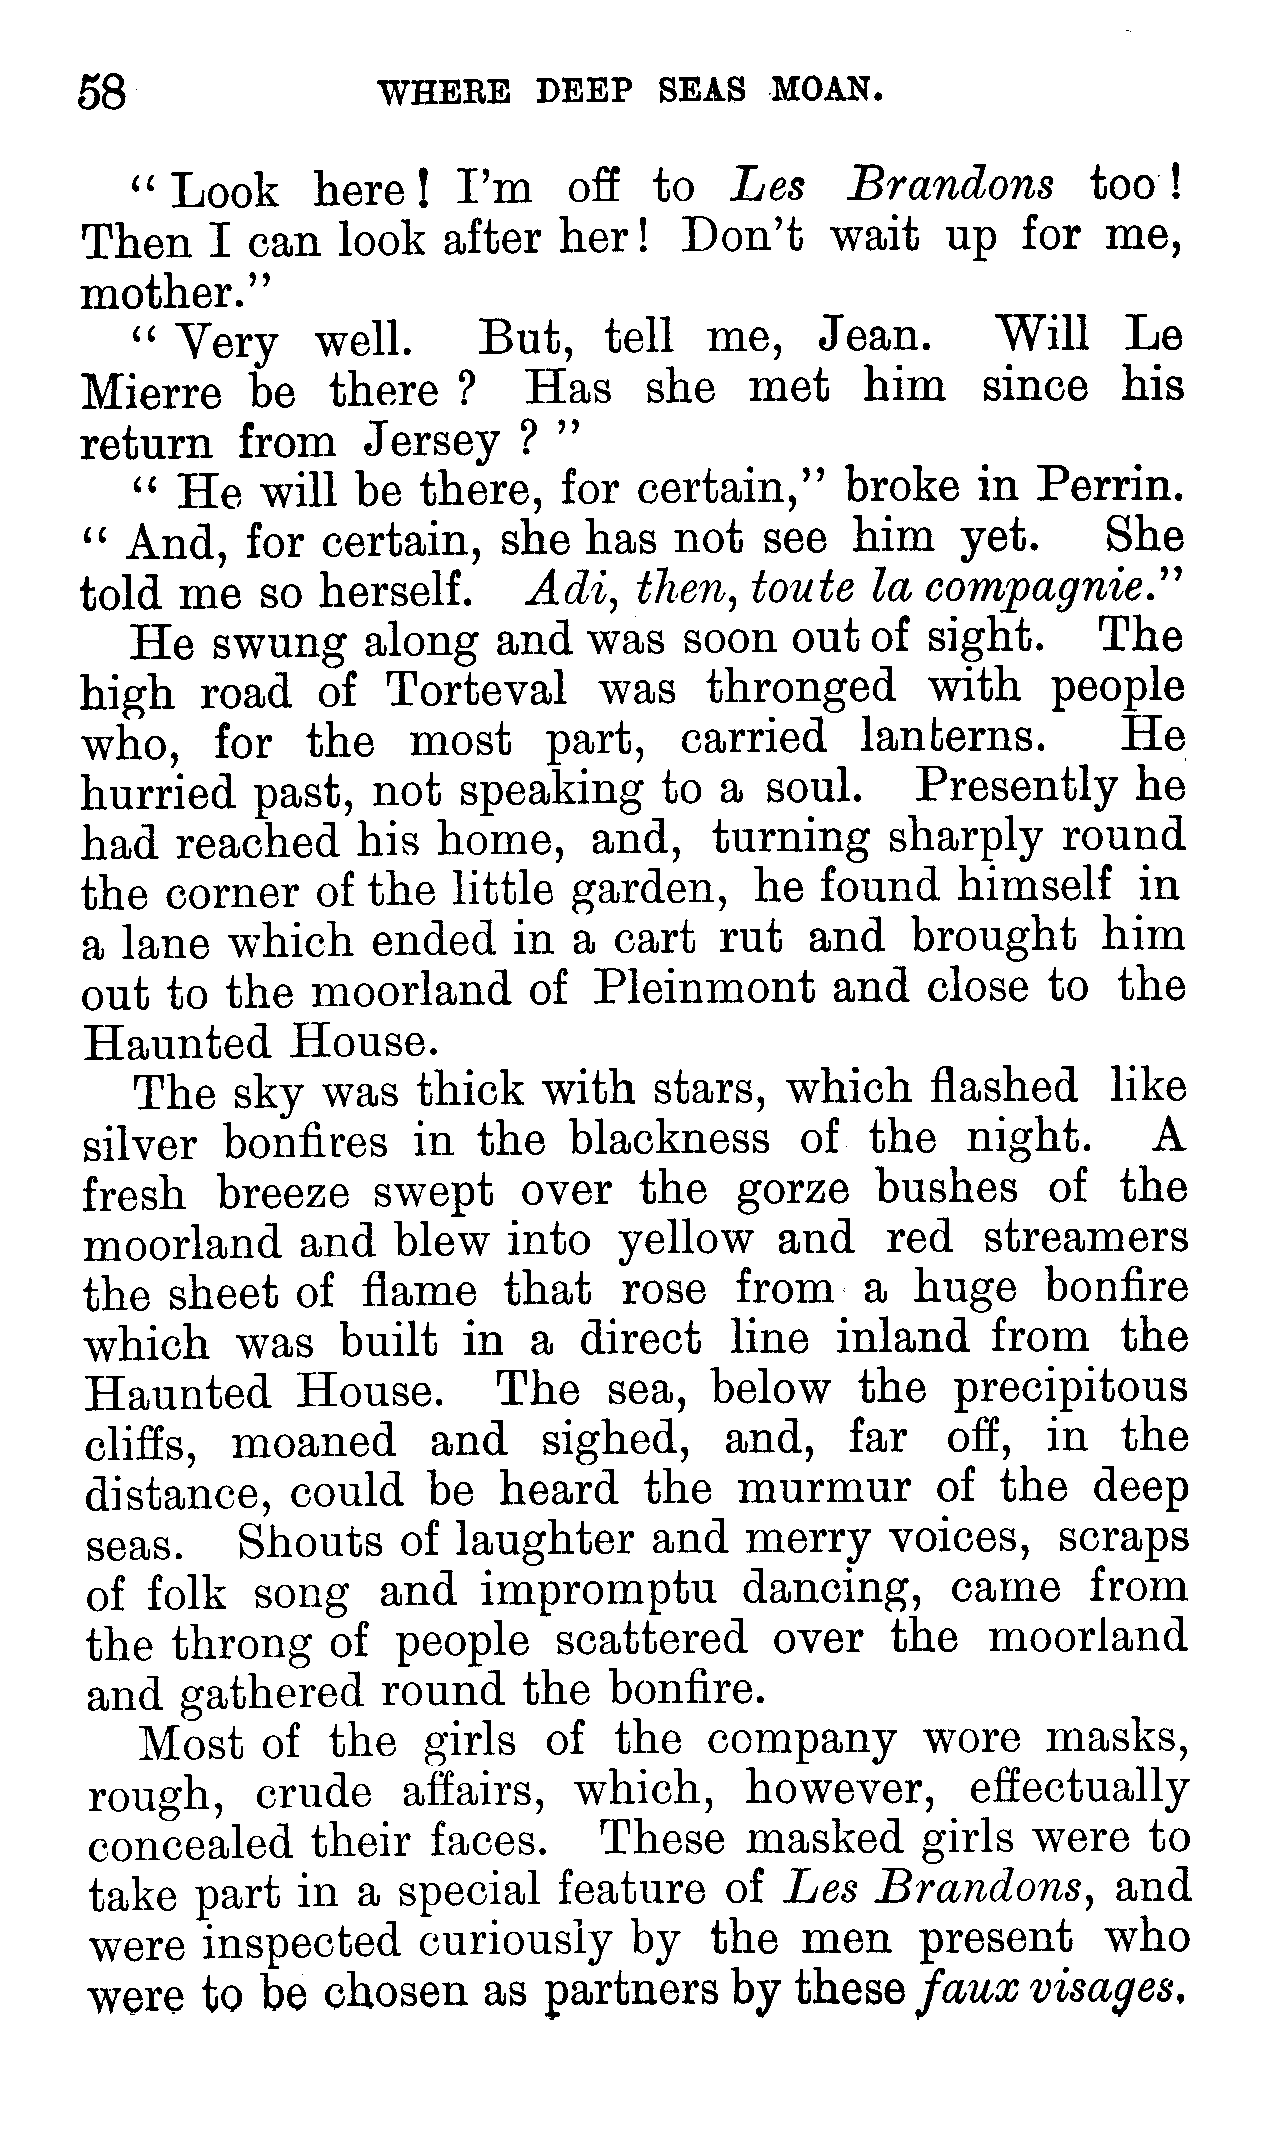 58 WHERE DEEP SEAS MOAN.
“ Look here ! I’m off to Les Brandons too !
Then I can look after her ! Don’t wait up for me,
mother.”
“ Very well. But, tell me, Jean. Will Le
Mierre be there ? Has she met him since his
return from Jersey ? ”
“ He will be there, for certain,” broke in Perrin.
“ And, for certain, she has not see him yet. She
told me so herself. Adi, then, toute la compagnie.”
He swung along and was soon out of sight. The
high road of Torteval was thronged with people
who, for the most part, carried lanterns. He
hurried past, not speaking to a soul. Presently he
had reached his home, and, turning sharply round
the corner of the little garden, he found himself in
a lane which ended in a cart rut and brought him
out to the moorland of Pleinmont and close to the
Haunted House.
The sky was thick with stars, which flashed like
silver bonfires in the blackness of the night. A
fresh breeze swept over the gorze bushes of the
moorland and blew into yellow and red streamers
the sheet of flame that rose from a huge bonfire
which was built in a direct line inland from the
Haunted House. The sea, below the precipitous
cliffs, moaned and sighed, and, far off, in the
distance, could be heard the murmur of the deep
seas. Shouts of laughter and merry voices, scraps
of folk song and impromptu dancing, came from
the throng of people scattered over the moorland
and gathered round the bonfire.
Most of the girls of the company wore masks,
rough, crude affairs, which, however, effectually
concealed their faces. These masked girls were to
take part in a special feature of Les Brandons, and
were inspected curiously by the men present who
were to be chosen as partners by these faux visages.